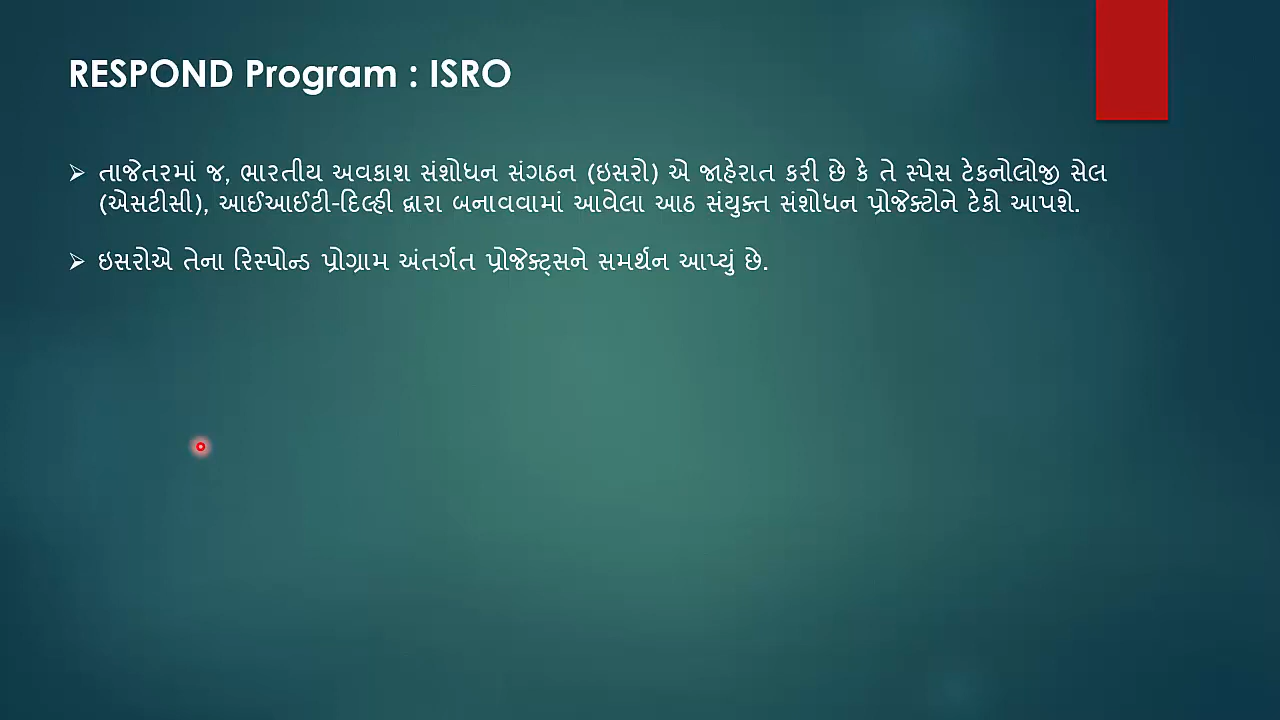 RESPOND Program : ISRO
➢ તાજેતરમાં જ, ભારતીય અવકાશ સંશોધન સંગઠન (ઇસરો) એ જાહેરાત કરી છે કે તે સ્પેસ ટેકનોલોજી સેલ
(એસટીસી), આઈઆઈટી-દિલ્હી દ્વારા બનાવવામાં આવેલા આઠ સંયુક્ત સંશોધન પ્રોજેક્ટોને ટેકો આપશે.
➢ ઇસરોએ તેના રિસ્પોન્ડ પ્રોગ્રામ અંતર્ગત પ્રોજેક્ટ્સને સમર્થન આપ્યું છે.